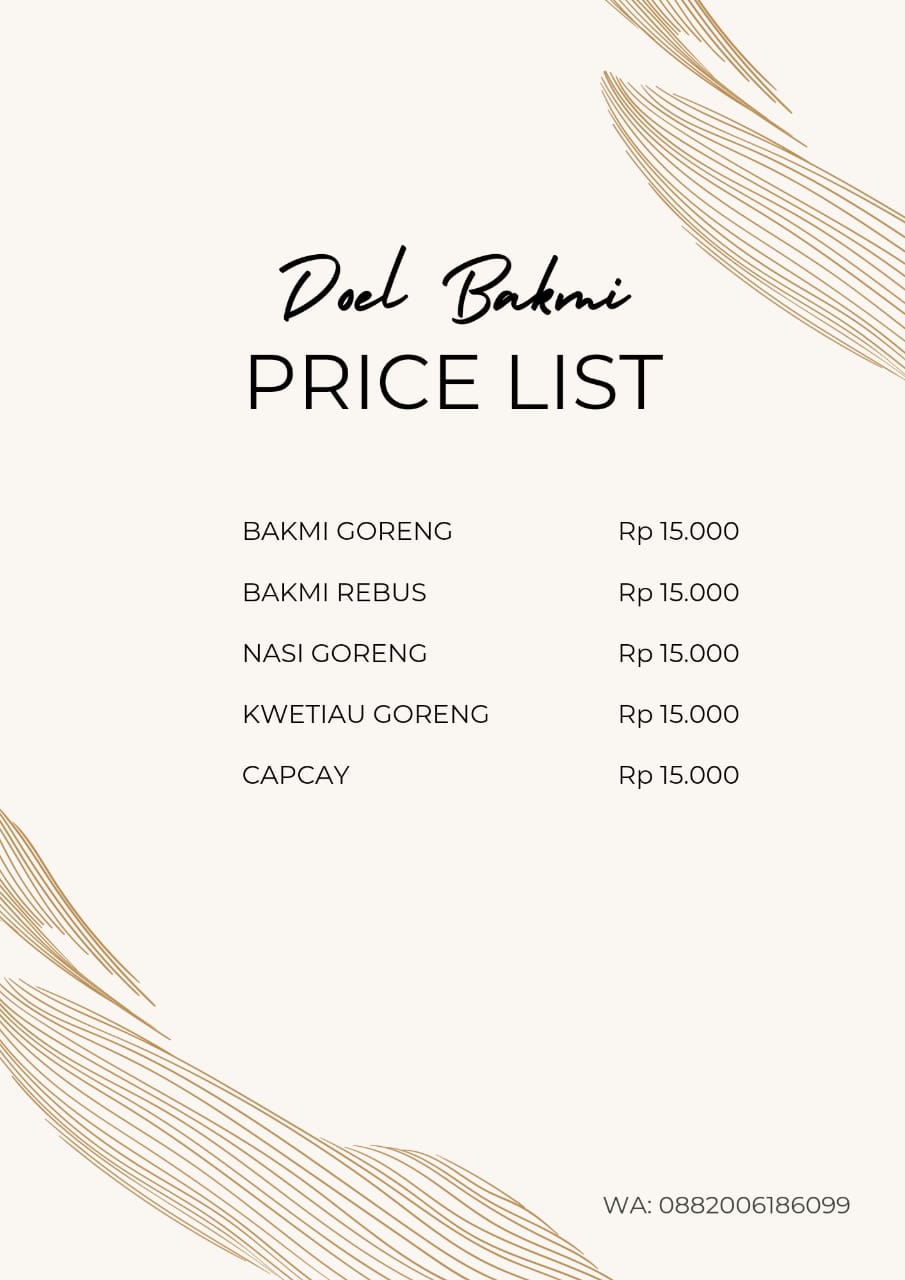 Doel Bakmi
PRICE LIST
BAKMI GORENG Rp 15.000
BAKMI REBUS Rp 15.000
NASI GORENG Rp 15.000
KWETIAU GORENG Rp 15.000
CAPCAY Rp 15.000
WA: 0882006186099